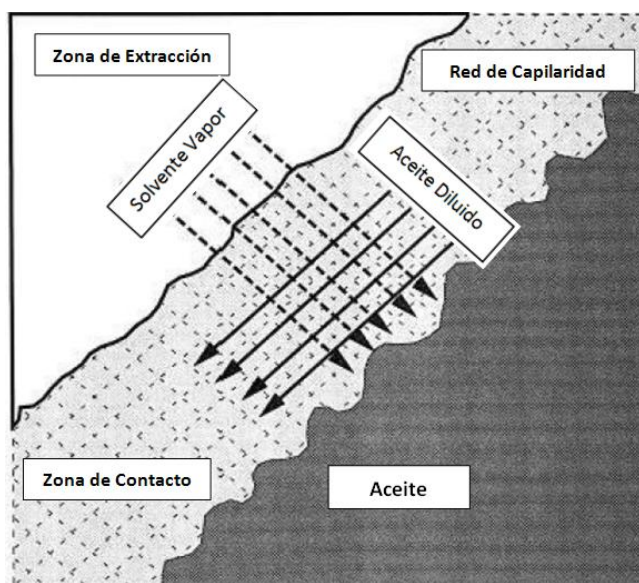 Zona de Extracción
Red de Capilaridad
Solvente Vapor
Aceite Diluido
Zona de Contacto
Aceite